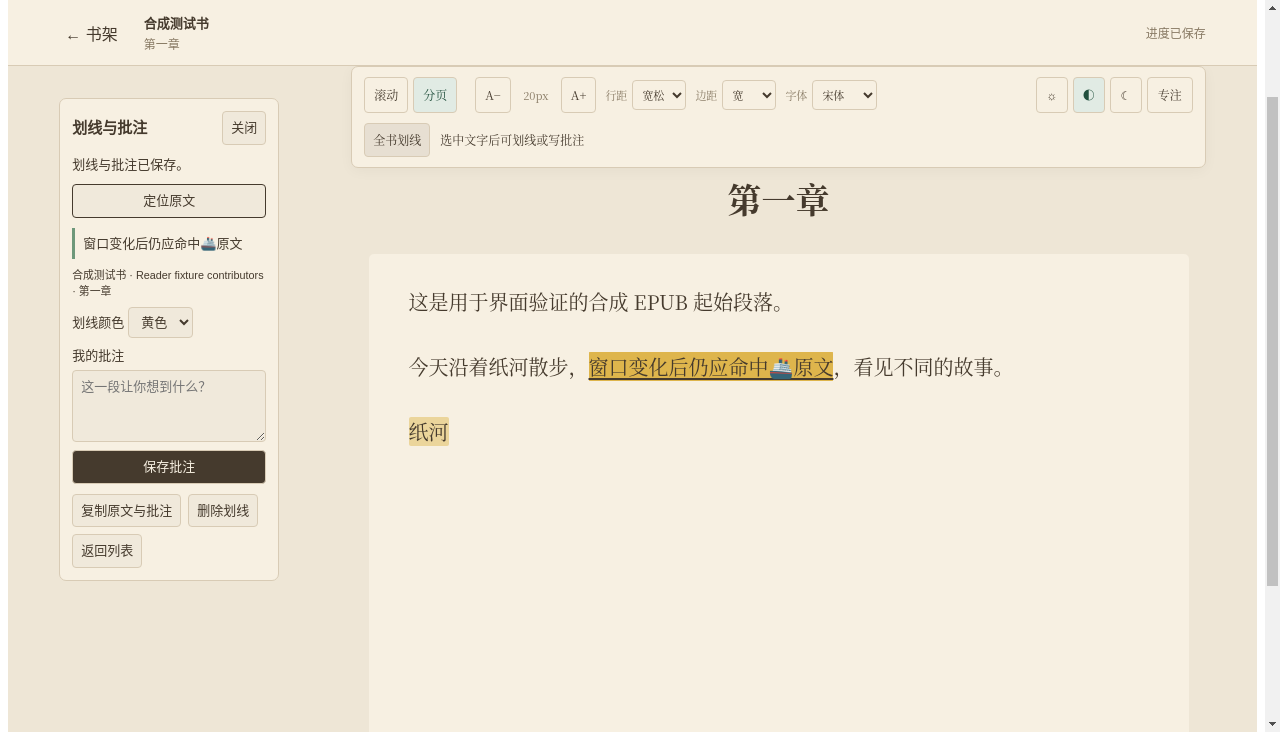 ← 书架
合成测试书
第一章
进度已保存
划线与批注
关闭
划线与批注已保存。
定位原文
窗口变化后仍应命中🚢原文
合成测试书 · Reader fixture contributors
· 第一章
划线颜色 黄色
我的批注
这一段让你想到什么？
保存批注
复制原文与批注 删除划线
返回列表
滚动 分页 A− 20px A+ 行距 宽松 边距 宽 字体 宋体 ☼ ◐ ☾ 专注
全书划线 选中文字后可划线或写批注
第一章
这是用于界面验证的合成 EPUB 起始段落。
今天沿着纸河散步，窗口变化后仍应命中🚢原文，看见不同的故事。
纸河